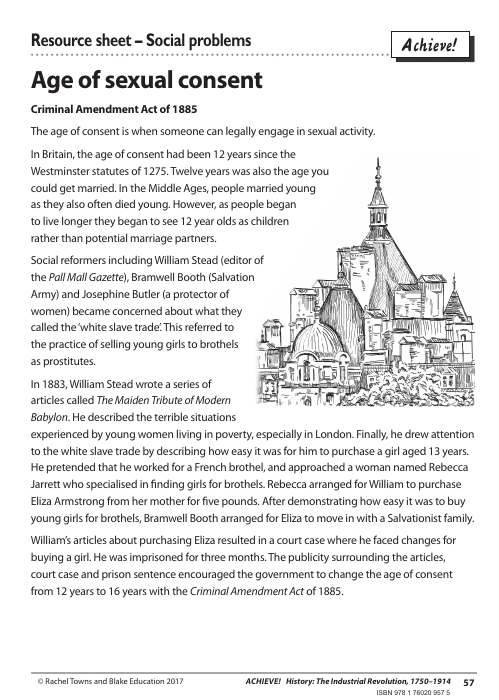 Resource sheet – Social problems
Achieve!
Age of sexual consent
Criminal Amendment Act of 1885
The age of consent is when someone can legally engage in sexual activity.
In Britain, the age of consent had been 12 years since the
Westminster statutes of 1275. Twelve years was also the age you
could get married. In the Middle Ages, people married young
as they also often died young. However, as people began
to live longer they began to see 12 year olds as children
rather than potential marriage partners.
Social reformers including William Stead (editor of
the Pall Mall Gazette), Bramwell Booth (Salvation
Army) and Josephine Butler (a protector of
women) became concerned about what they
called the 'white slave trade'. This referred to
the practice of selling young girls to brothels
as prostitutes.
In 1883, William Stead wrote a series of
articles called The Maiden Tribute of Modern
Babylon. He described the terrible situations
experienced by young women living in poverty, especially in London. Finally, he drew attention
to the white slave trade by describing how easy it was for him to purchase a girl aged 13 years.
He pretended that he worked for a French brothel, and approached a woman named Rebecca
Jarrett who specialised in finding girls for brothels. Rebecca arranged for William to purchase
Eliza Armstrong from her mother for five pounds. After demonstrating how easy it was to buy
young girls for brothels, Bramwell Booth arranged for Eliza to move in with a Salvationist family.
William's articles about purchasing Eliza resulted in a court case where he faced changes for
buying a girl. He was imprisoned for three months. The publicity surrounding the articles,
court case and prison sentence encouraged the government to change the age of consent
from 12 years to 16 years with the Criminal Amendment Act of 1885.
© Rachel Towns and Blake Education 2017
ACHIEVE! History: The Industrial Revolution, 1750–1914 57
ISBN 978 1 76020 957 5